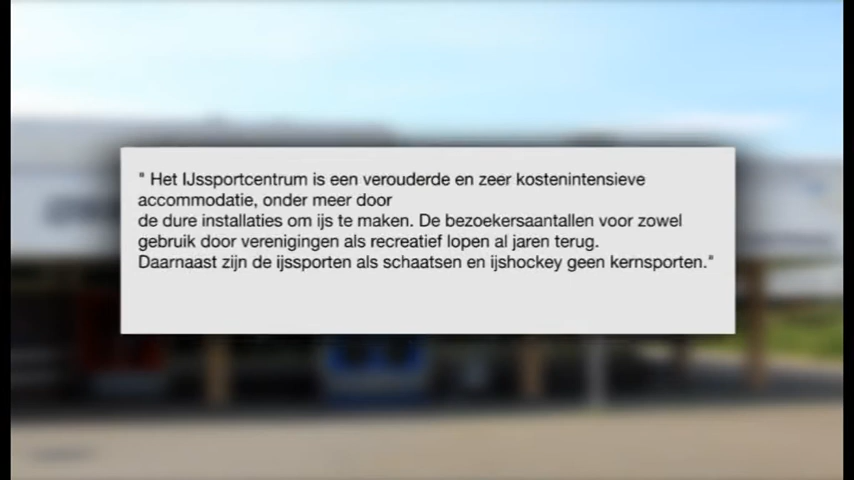 " Het IJssportcentrum is een verouderde en zeer kostenintensieve
accommodatie, onder meer door
de dure installaties om ijs te maken. De bezoekersaantallen voor zowel
gebruik door verenigingen als recreatief lopen al jaren terug.
Daarnaast zijn de ijssporten als schaatsen en ijshockey geen kernsporten."